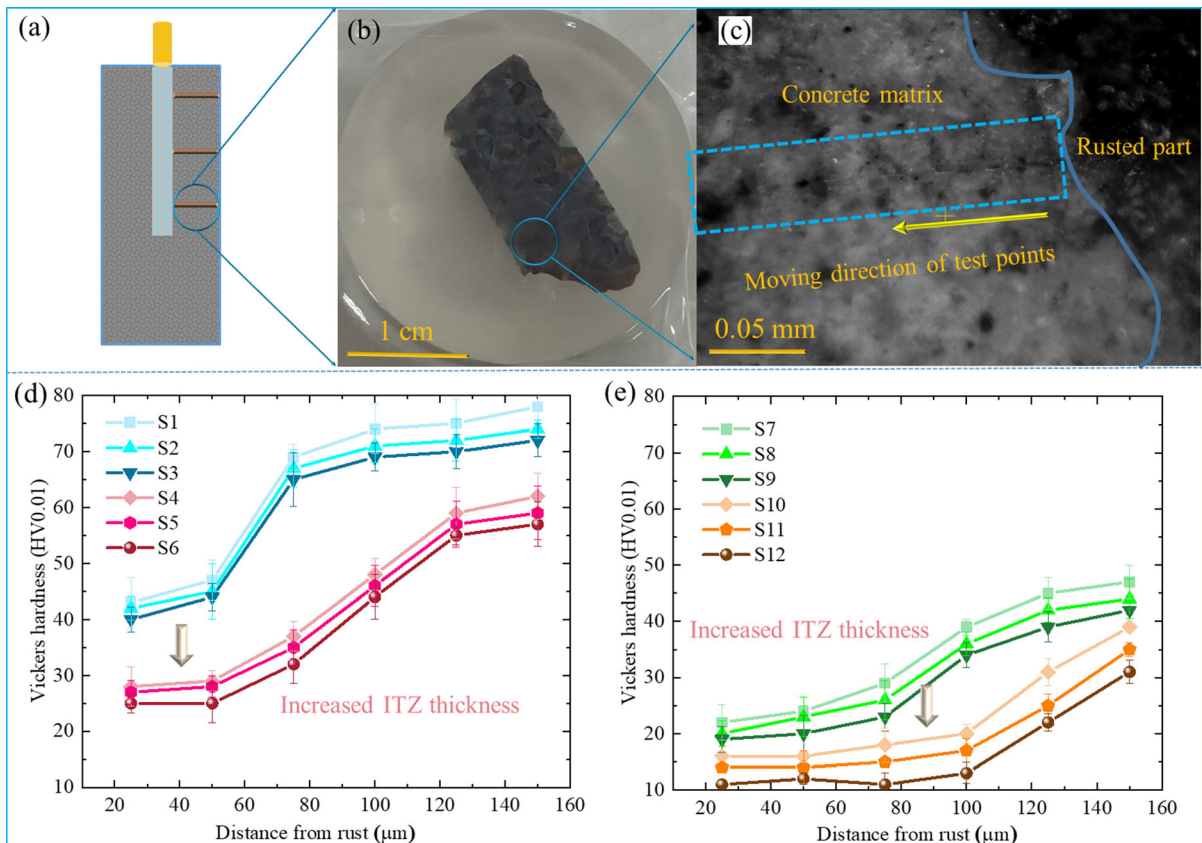 (a)
(b)
1 cm
(c)
Concrete matrix
Rusted part
Moving direction of test points
0.05 mm
(d)
80
70
60
50
40
30
20
10
Vickers hardness (HV0.01)
S1
S2
S3
S4
S5
S6
Increased ITZ thickness
20 40 60 80 100 120 140 160
Distance from rust (μm)
(e)
80
70
60
50
40
30
20
10
Vickers hardness (HV0.01)
S7
S8
S9
S10
S11
S12
Increased ITZ thickness
20 40 60 80 100 120 140 160
Distance from rust (μm)